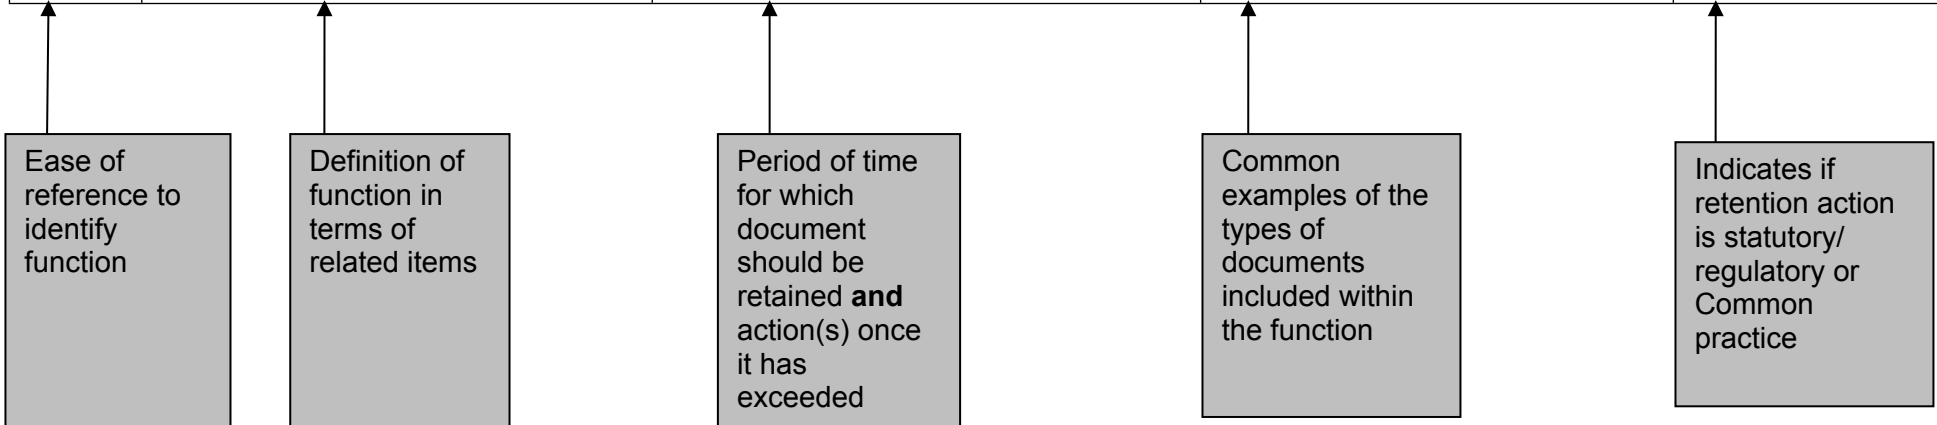 Ease of
reference to
identify
function
Definition of
function in
terms of
related items
Period of time
for which
document
should be
retained and
action(s) once
it has
exceeded
Common
examples of the
types of
documents
included within
the function
Indicates if
retention action
is statutory/
regulatory or
Common
practice